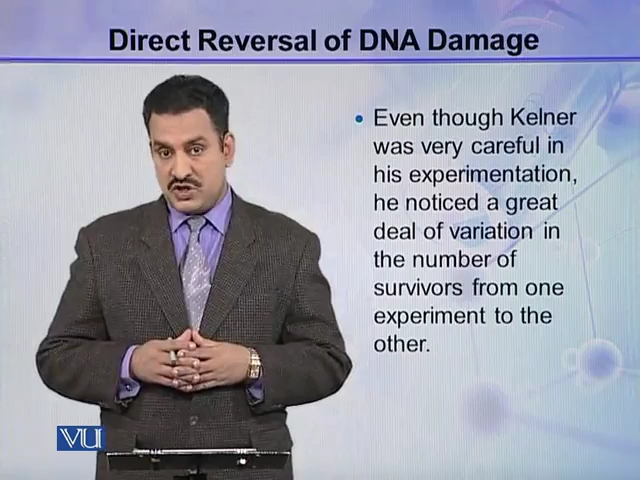 Direct Reversal of DNA Damage
• Even though Kelner
was very careful in
his experimentation,
he noticed a great
deal of variation in
the number of
survivors from one
experiment to the
other.
VU